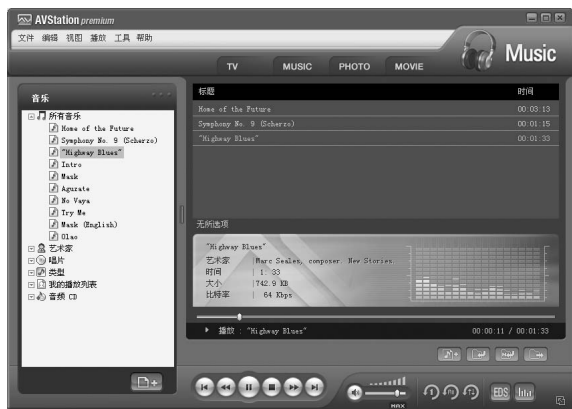 AVStation premium
文件 编辑 视图 播放 工具 帮助
Music
TV MUSIC PHOTO MOVIE
音乐
所有音乐
Home of the Future
Symphony No. 9 (Scherzo)
"Highway Blues"
Intro
Mask
Aguzate
No Vaya
Try Me
Mask (English)
Olao
艺术家
唱片
类型
我的播放列表
音频 CD
标题 时间
Home of the Future 00:03:13
Symphony No. 9 (Scherzo) 00:01:15
"Highway Blues" 00:01:33
无所选项
"Highway Blues"
艺术家 | Marc Seales, composer New Stories.
时间 | 1: 33
大小 | 742.9 KB
比特率 | 64 Kbps
播放 : "Highway Blues" 00:00:11 / 00:01:33
MAX
EDS